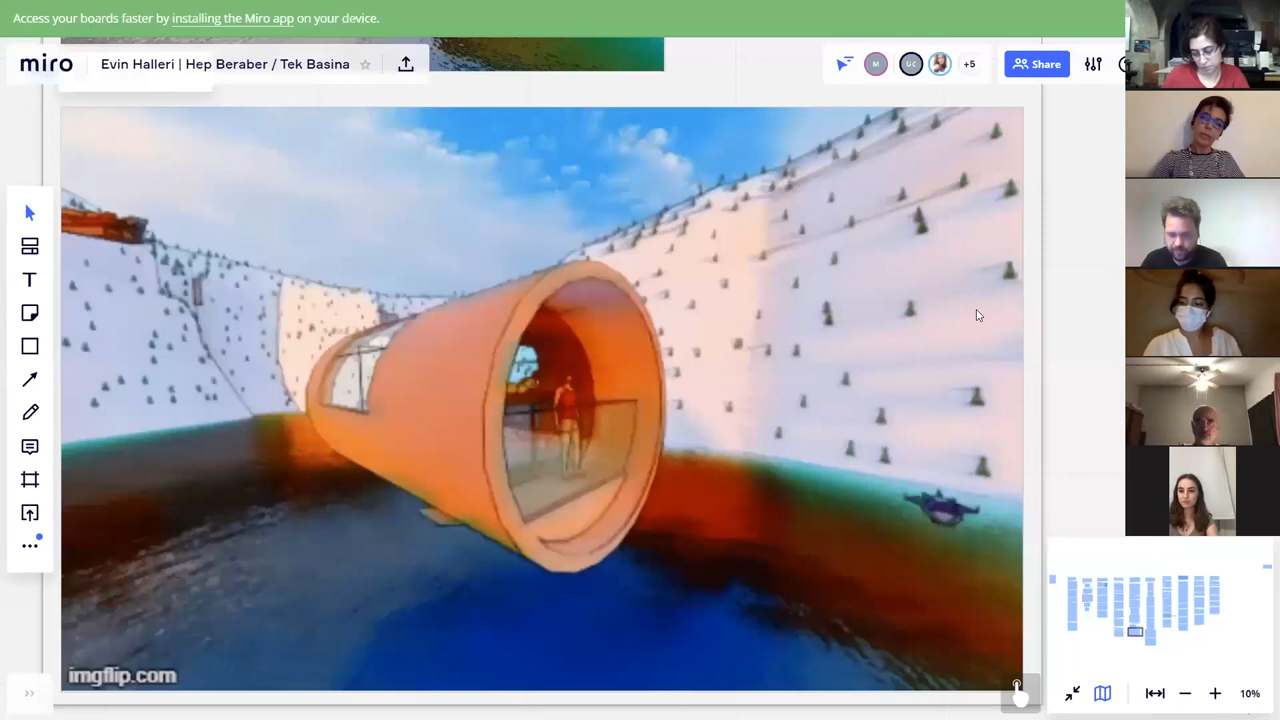 Access your boards faster by installing the Miro app on your device.
miro
Evin Halleri | Hep Beraber / Tek Basina
M
UC
+5
Share
T
imgflip.com
10%